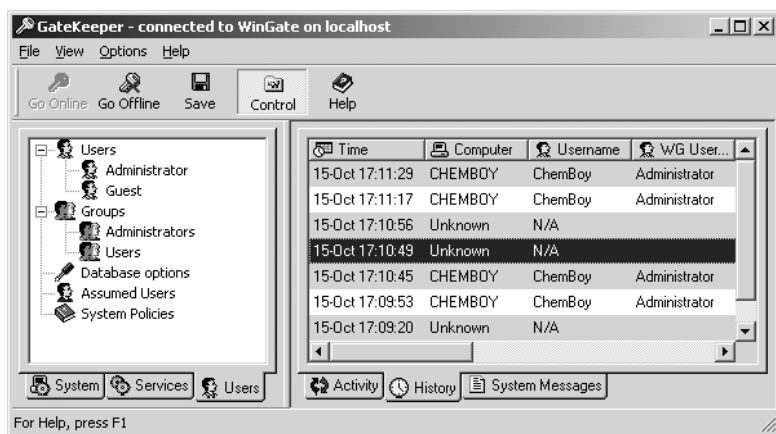 GateKeeper - connected to WinGate on localhost
File View Options Help
Go Online Go Offline Save Control Help
Users
Administrator
Guest
Groups
Administrators
Users
Database options
Assumed Users
System Policies
System Services Users
Time Computer Username WG User...
15-Oct 17:11:29 CHEMBOY ChemBoy Administrator
15-Oct 17:11:17 CHEMBOY ChemBoy Administrator
15-Oct 17:10:56 Unknown N/A
15-Oct 17:10:49 Unknown N/A
15-Oct 17:10:45 CHEMBOY ChemBoy Administrator
15-Oct 17:09:53 CHEMBOY ChemBoy Administrator
15-Oct 17:09:20 Unknown N/A
Activity History System Messages
For Help, press F1